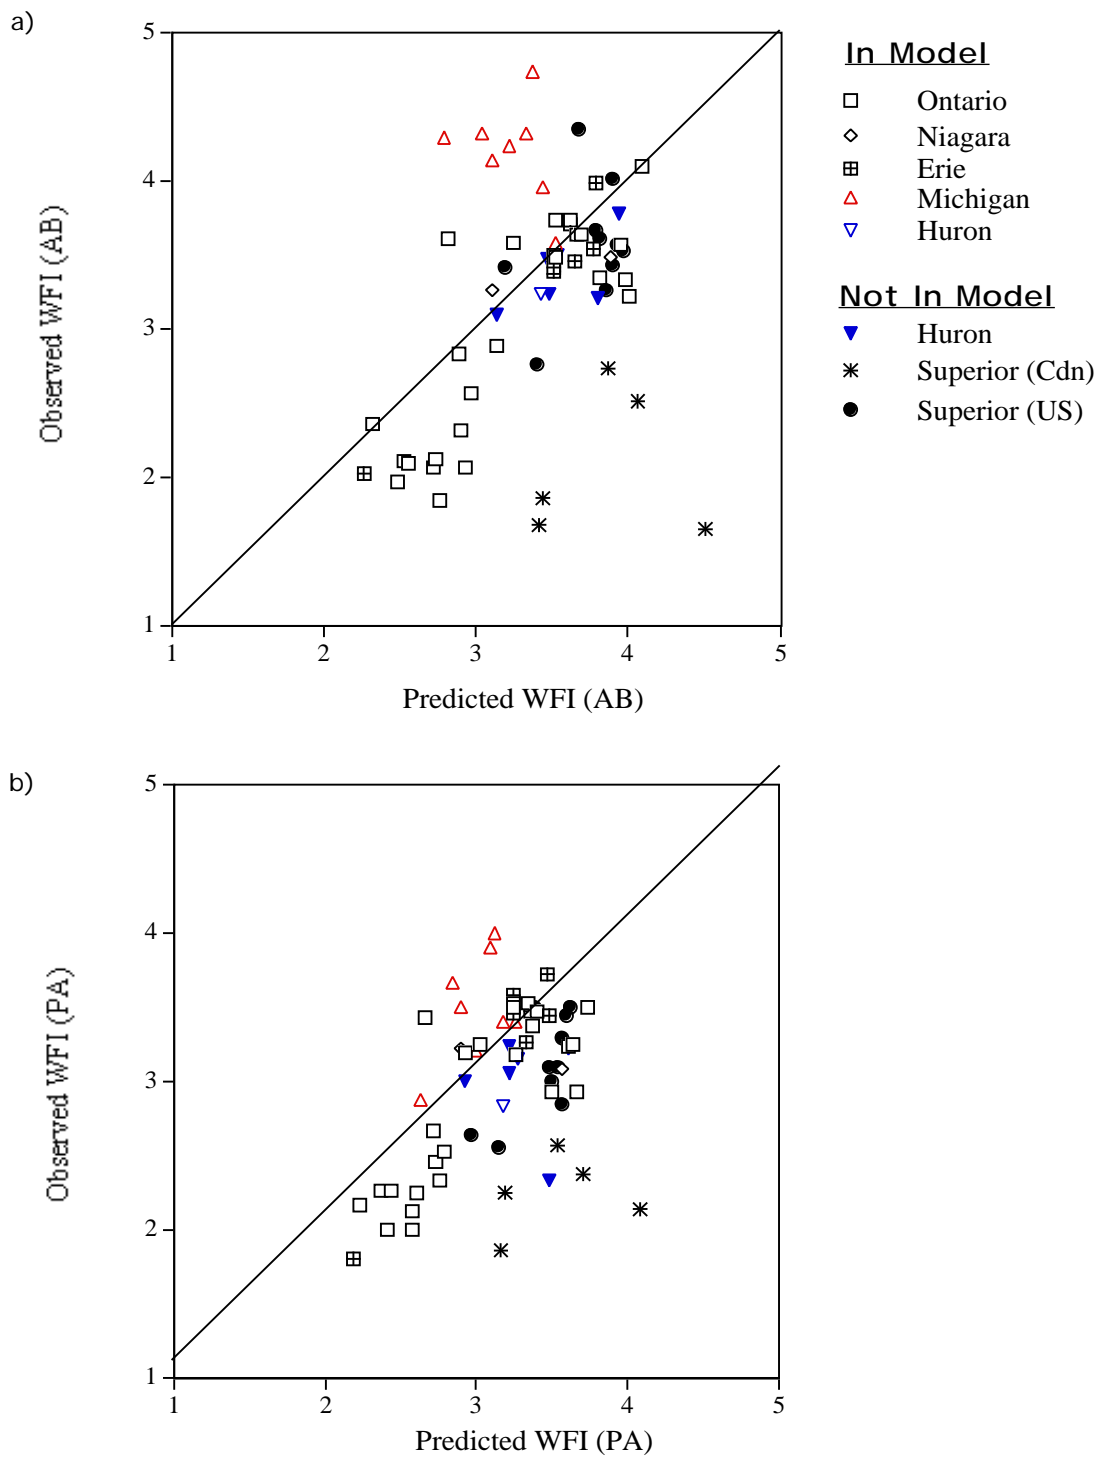 a)
5
4
3
2
1
1 2 3 4 5
Observed WFI (AB)
Predicted WFI (AB)
In Model
Ontario
Niagara
Erie
Michigan
Huron
Not In Model
Huron
Superior (Cdn)
Superior (US)
b)
5
4
3
2
1
1 2 3 4 5
Observed WFI (PA)
Predicted WFI (PA)